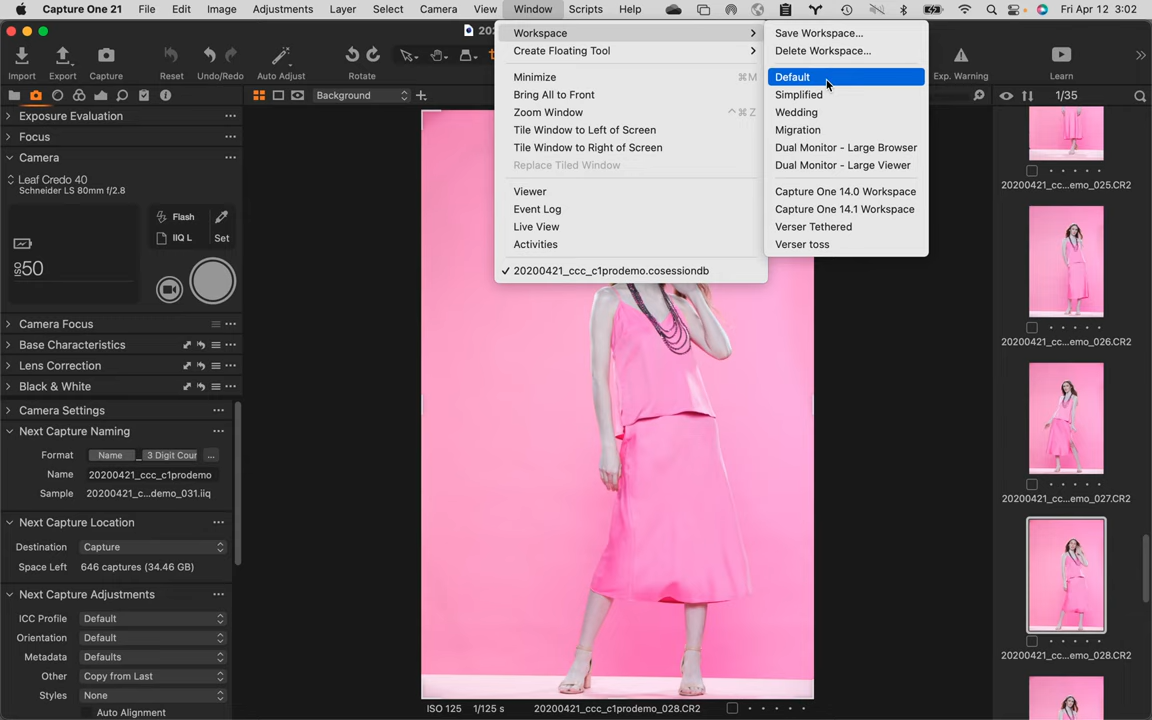 Capture One 21 File Edit Image Adjustments Layer Select Camera View Window Scripts Help Fri Apr 12 3:02
Import Export Capture Reset Undo/Redo Auto Adjust Rotate Exp. Warning Learn
Background
1/35
Exposure Evaluation
Focus
Camera
Leaf Credo 40
Schneider LS 80mm f/2.8
Flash
IIQ L Set
ISO50
Camera Focus
Base Characteristics
Lens Correction
Black & White
Camera Settings
Next Capture Naming
Format Name _ 3 Digit Cour ...
Name 20200421_ccc_c1prodemo
Sample 20200421_c...demo_031.iiq
Next Capture Location
Destination Capture
Space Left 646 captures (34.46 GB)
Next Capture Adjustments
ICC Profile Default
Orientation Default
Metadata Defaults
Other Copy from Last
Styles None
Auto Alignment
Workspace
Create Floating Tool
Minimize ⌘M
Bring All to Front
Zoom Window ^⌘Z
Tile Window to Left of Screen
Tile Window to Right of Screen
Replace Tiled Window
Viewer
Event Log
Live View
Activities
✓ 20200421_ccc_c1prodemo.cosessiondb
Save Workspace...
Delete Workspace...
Default
Simplified
Wedding
Migration
Dual Monitor - Large Browser
Dual Monitor - Large Viewer
Capture One 14.0 Workspace
Capture One 14.1 Workspace
Verser Tethered
Verser toss
20200421_cc...emo_025.CR2
20200421_cc...emo_026.CR2
20200421_cc...emo_027.CR2
20200421_cc...emo_028.CR2
ISO 125 1/125 s 20200421_ccc_c1prodemo_028.CR2